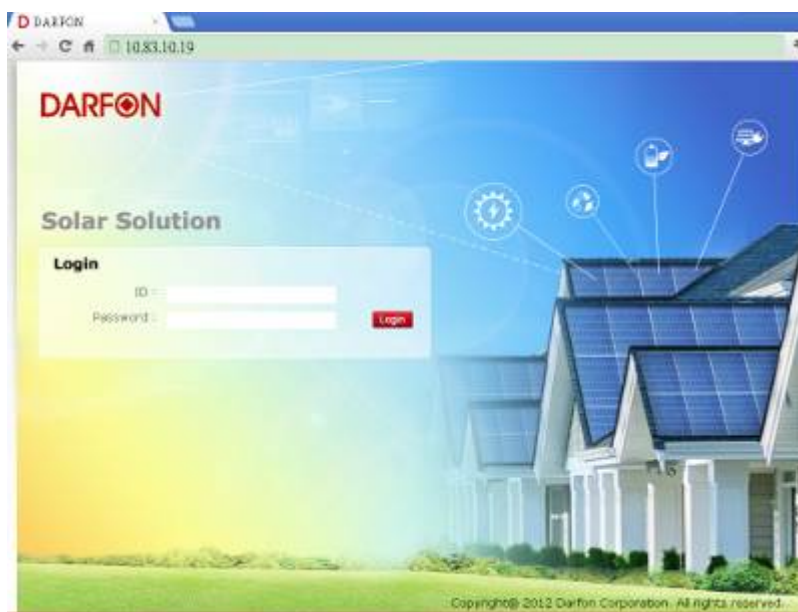 D DARFON
10.83.10.19
DARFON
Solar Solution
Login
ID :
Password :
Login
Copyright@ 2012 Darfon Corporation. All rights reserved.